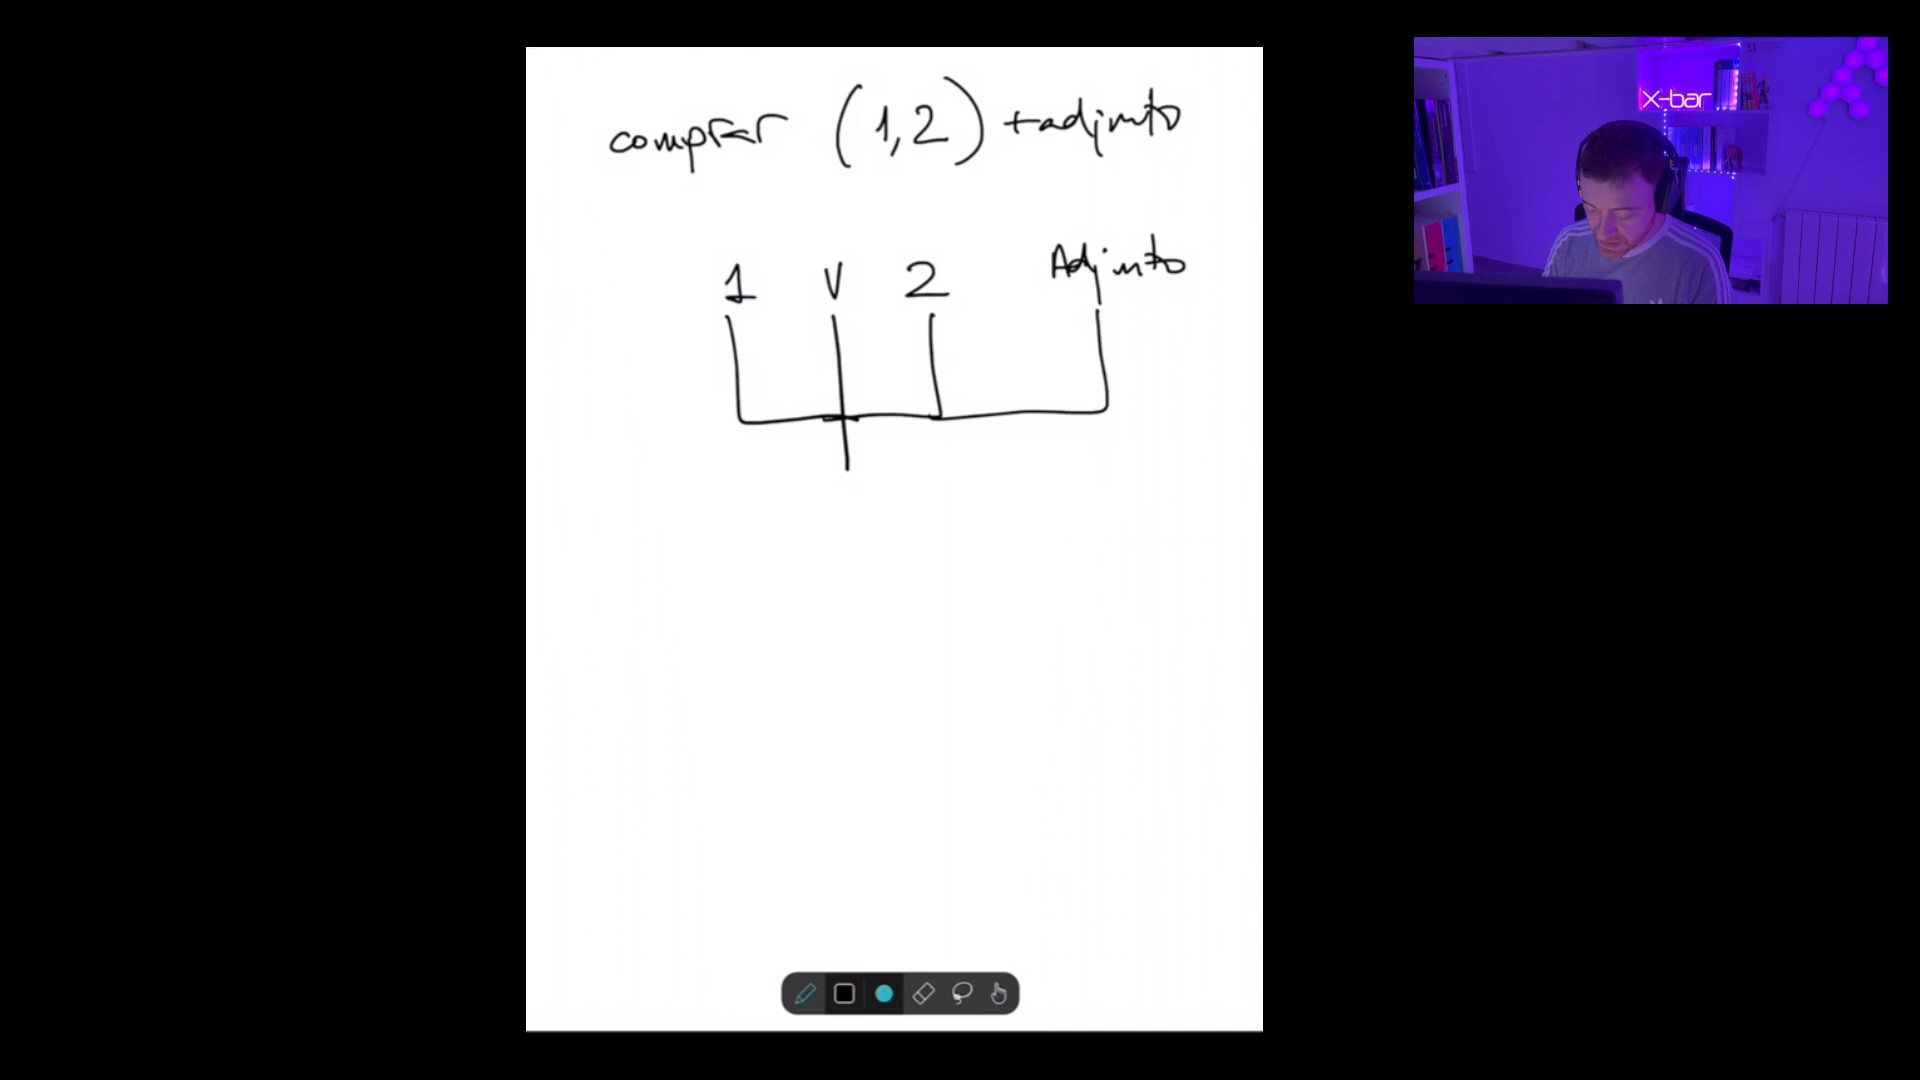 comprar (1,2) + adjunto
1 V 2 Adjunto
X-bar